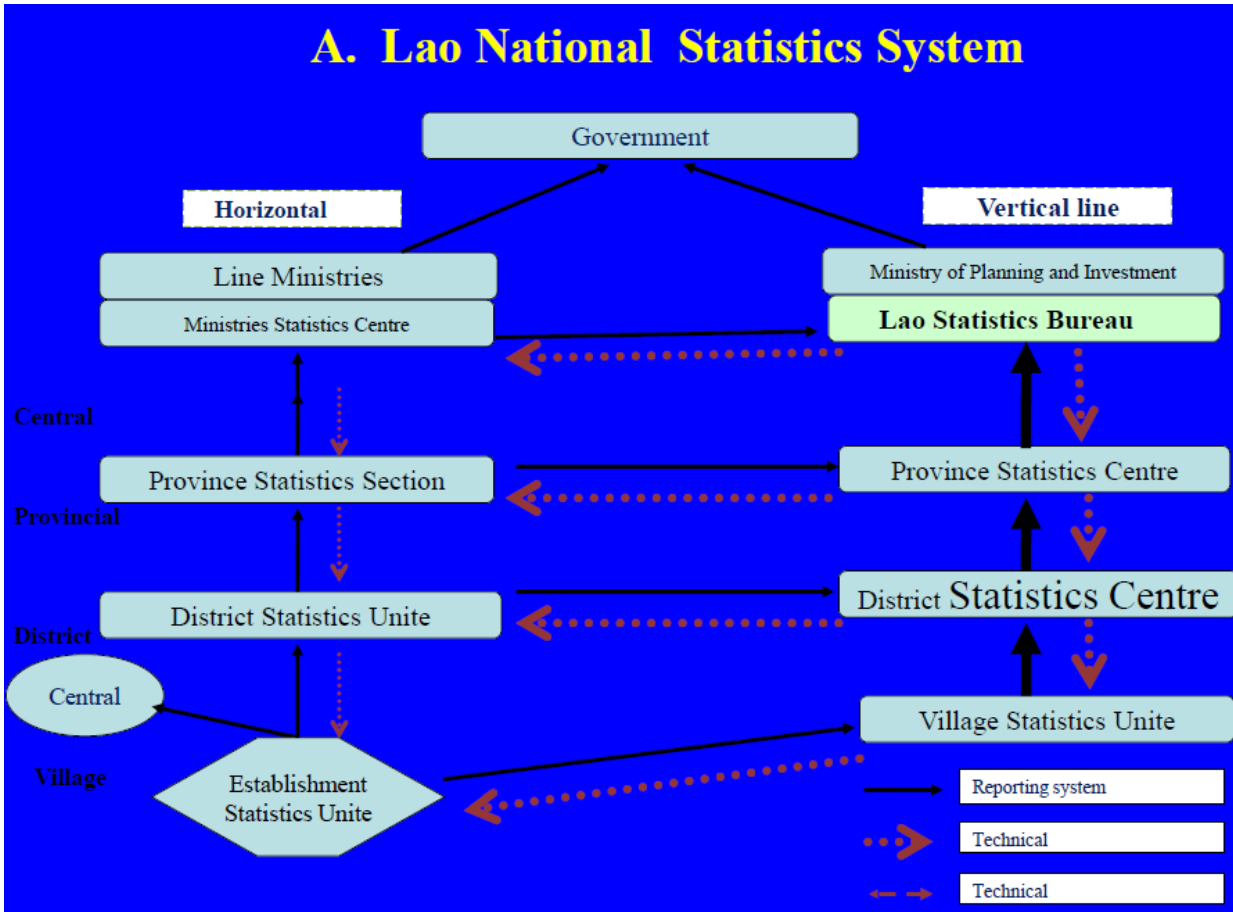 A. Lao National Statistics System
Government
Horizontal
Vertical line
Line Ministries
Ministry of Planning and Investment
Ministries Statistics Centre
Lao Statistics Bureau
Central
Province Statistics Section
Province Statistics Centre
Provincial
District Statistics Unite
District Statistics Centre
District
Central
Village Statistics Unite
Village
Establishment
Statistics Unite
Reporting system
Technical
Technical